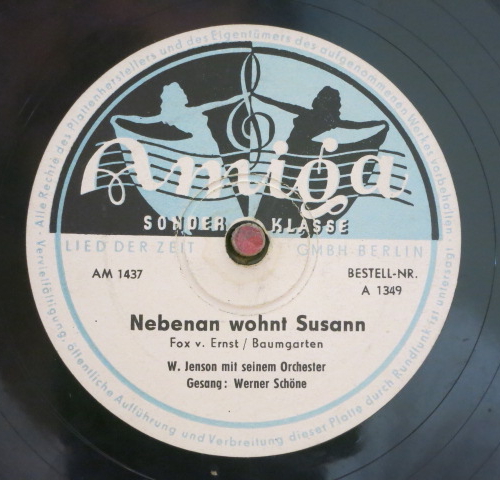 Alle Rechte des Plattenherstellers und des Eigentümers des aufgenommenen Werkes vorbehalten.
Amiga
SONDER KLASSE
LIED DER ZEIT GMBH·BERLIN
AM 1437
BESTELL-NR.
A 1349
Nebenan wohnt Susann
Fox v. Ernst / Baumgarten
W. Jenson mit seinem Orchester
Gesang: Werner Schöne
Vervielfältigung, öffentliche Aufführung und Verbreitung dieser Platte durch Rundfunk ist untersagt